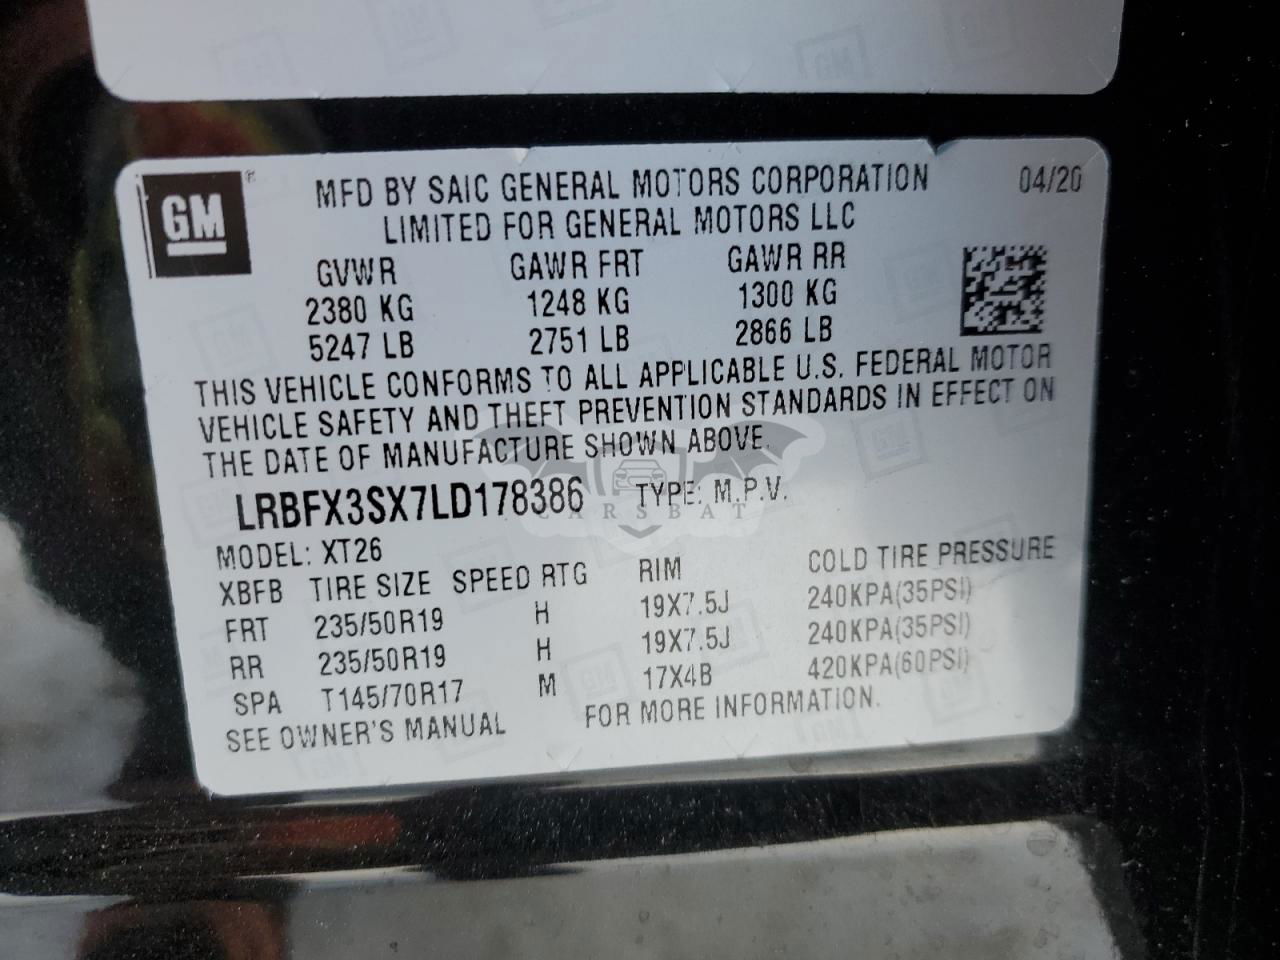 GM
GM ® MFD BY SAIC GENERAL MOTORS CORPORATION 04/20
LIMITED FOR GENERAL MOTORS LLC
GVWR GAWR FRT GAWR RR
2380 KG 1248 KG 1300 KG
5247 LB 2751 LB 2866 LB
THIS VEHICLE CONFORMS TO ALL APPLICABLE U.S. FEDERAL MOTOR
VEHICLE SAFETY AND THEFT PREVENTION STANDARDS IN EFFECT ON
THE DATE OF MANUFACTURE SHOWN ABOVE.
LRBFX3SX7LD178386 TYPE: M.P.V.
CARSBAT
MODEL: XT26
XBFB TIRE SIZE SPEED RTG RIM COLD TIRE PRESSURE
FRT 235/50R19 H 19X7.5J 240KPA(35PSI)
RR 235/50R19 H 19X7.5J 240KPA(35PSI)
SPA T145/70R17 M 17X4B 420KPA(60PSI)
SEE OWNER'S MANUAL FOR MORE INFORMATION.